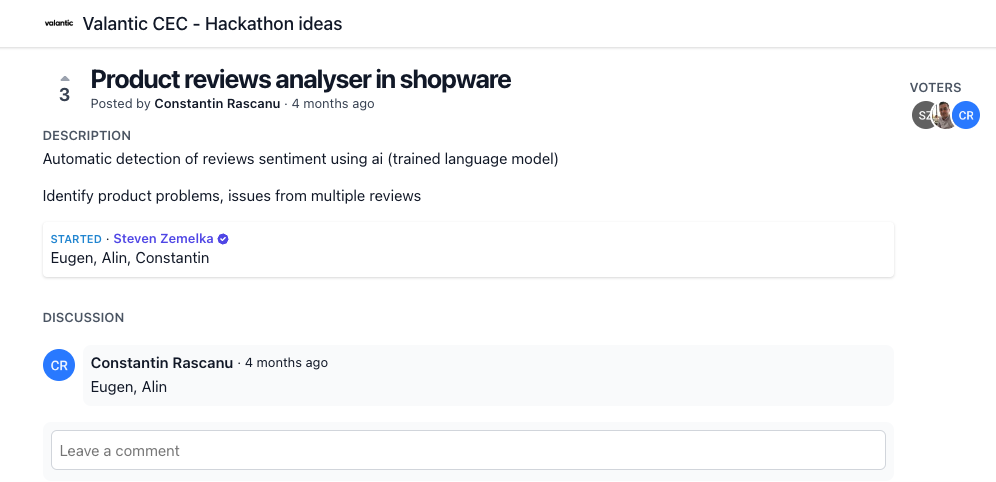 valantic Valantic CEC - Hackathon ideas
3
Product reviews analyser in shopware
Posted by Constantin Rascanu · 4 months ago
VOTERS
SZ CR
DESCRIPTION
Automatic detection of reviews sentiment using ai (trained language model)
Identify product problems, issues from multiple reviews
STARTED · Steven Zemelka
Eugen, Alin, Constantin
DISCUSSION
CR
Constantin Rascanu · 4 months ago
Eugen, Alin
Leave a comment